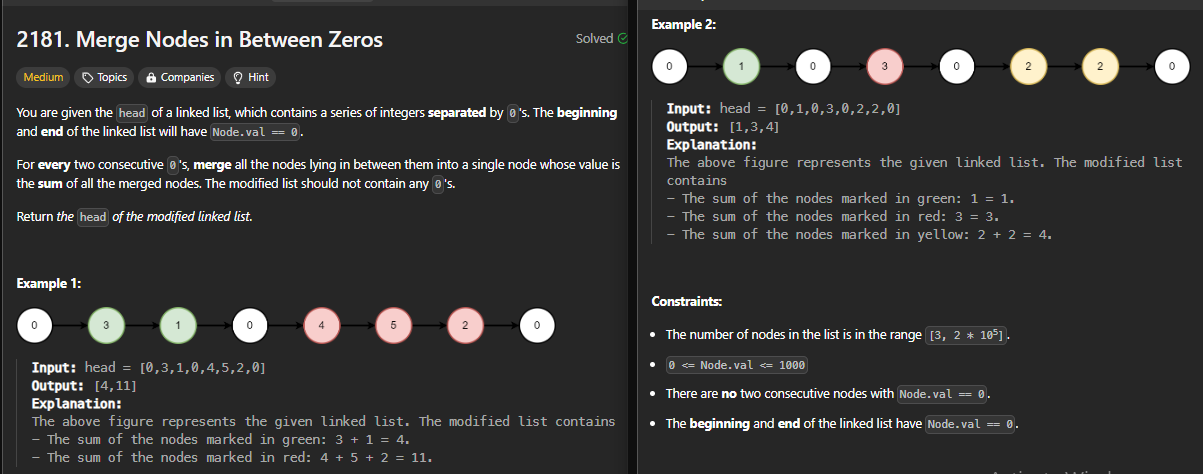 2181. Merge Nodes in Between Zeros
Solved
Medium Topics Companies Hint
You are given the head of a linked list, which contains a series of integers separated by 0's. The beginning
and end of the linked list will have Node.val == 0.
For every two consecutive 0's, merge all the nodes lying in between them into a single node whose value is
the sum of all the merged nodes. The modified list should not contain any 0's.
Return the head of the modified linked list.
Example 1:
0 3 1 0 4 5 2 0
Input: head = [0,3,1,0,4,5,2,0]
Output: [4,11]
Explanation:
The above figure represents the given linked list. The modified list contains
- The sum of the nodes marked in green: 3 + 1 = 4.
- The sum of the nodes marked in red: 4 + 5 + 2 = 11.
Example 2:
0 1 0 3 0 2 2 0
Input: head = [0,1,0,3,0,2,2,0]
Output: [1,3,4]
Explanation:
The above figure represents the given linked list. The modified list
contains
- The sum of the nodes marked in green: 1 = 1.
- The sum of the nodes marked in red: 3 = 3.
- The sum of the nodes marked in yellow: 2 + 2 = 4.
Constraints:
• The number of nodes in the list is in the range [3, 2 * 10⁵].
• 0 <= Node.val <= 1000
• There are no two consecutive nodes with Node.val == 0.
• The beginning and end of the linked list have Node.val == 0.